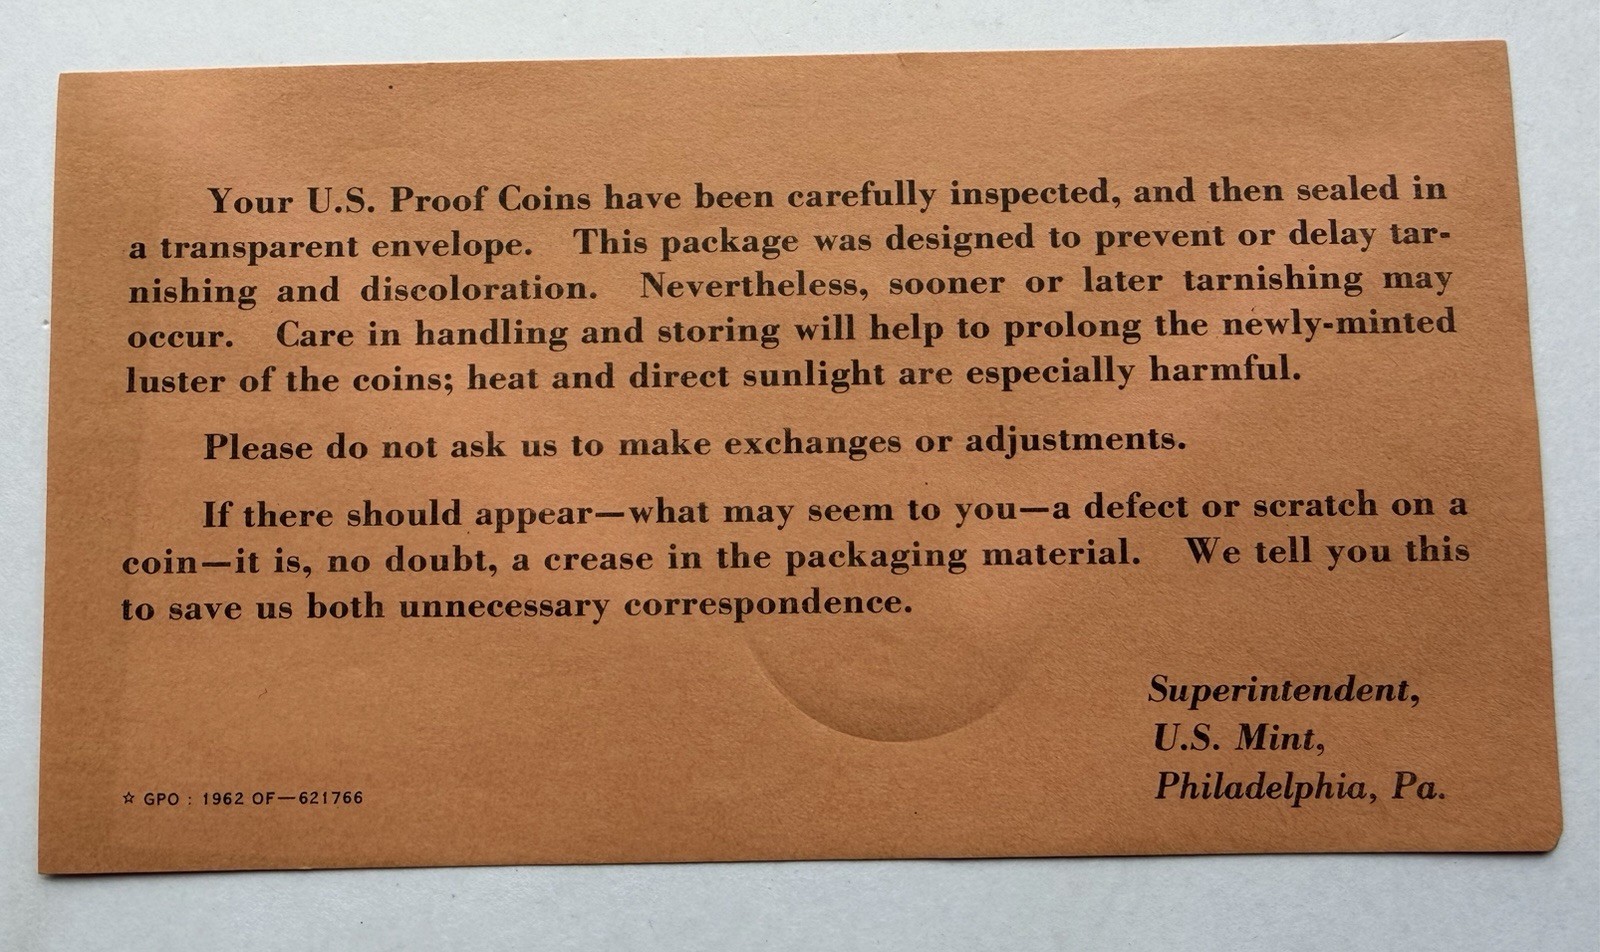 Your U.S. Proof Coins have been carefully inspected, and then sealed in
a transparent envelope. This package was designed to prevent or delay tar-
nishing and discoloration. Nevertheless, sooner or later tarnishing may
occur. Care in handling and storing will help to prolong the newly-minted
luster of the coins; heat and direct sunlight are especially harmful.
Please do not ask us to make exchanges or adjustments.
If there should appear—what may seem to you—a defect or scratch on a
coin—it is, no doubt, a crease in the packaging material. We tell you this
to save us both unnecessary correspondence.
Superintendent,
U.S. Mint,
Philadelphia, Pa.
☆ GPO : 1962 OF—621766